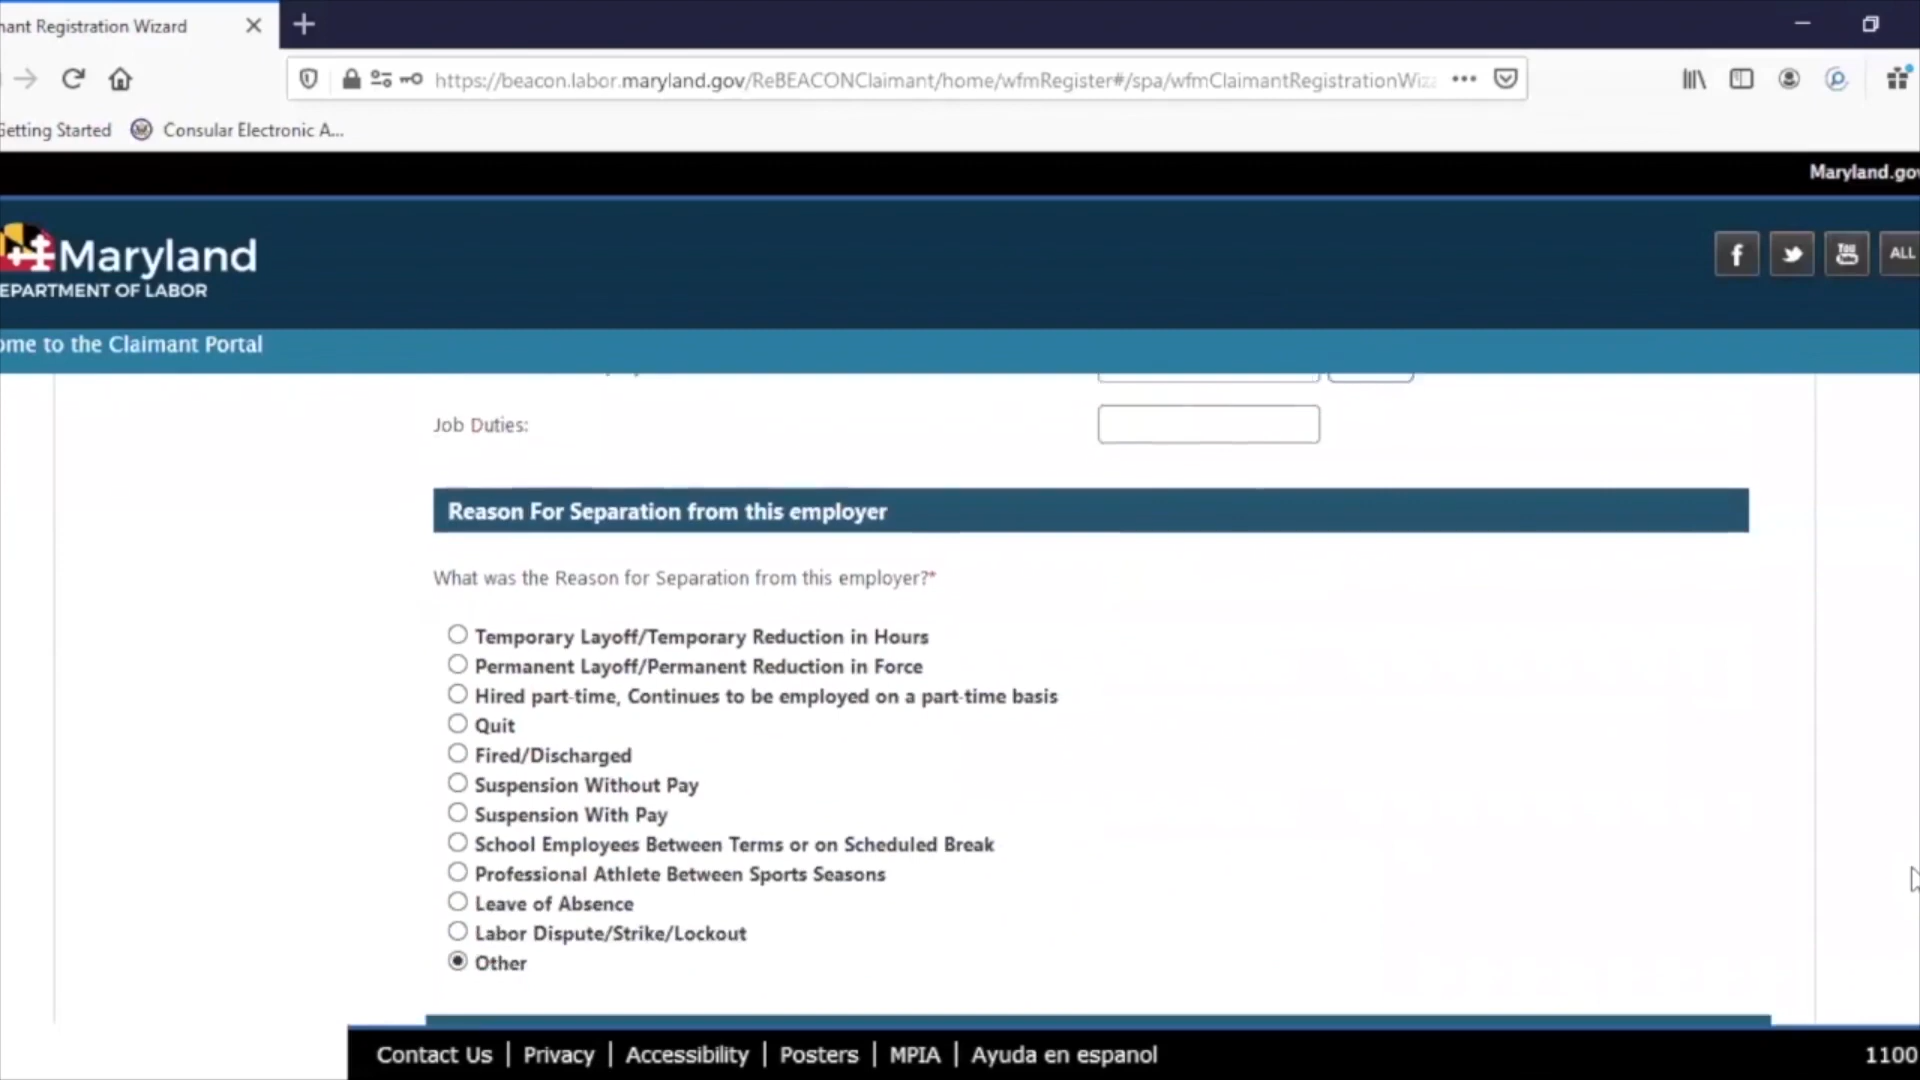 nant Registration Wizard
https://beacon.labor.maryland.gov/ReBEACONClaimant/home/wfmRegister#/spa/wfmClaimantRegistrationWiz
Getting Started Consular Electronic A...
Maryland.gov
Maryland
EPARTMENT OF LABOR
f You ALL
ome to the Claimant Portal
Job Duties:
Reason For Separation from this employer
What was the Reason for Separation from this employer?*
Temporary Layoff/Temporary Reduction in Hours
Permanent Layoff/Permanent Reduction in Force
Hired part-time, Continues to be employed on a part-time basis
Quit
Fired/Discharged
Suspension Without Pay
Suspension With Pay
School Employees Between Terms or on Scheduled Break
Professional Athlete Between Sports Seasons
Leave of Absence
Labor Dispute/Strike/Lockout
Other
Contact Us | Privacy | Accessibility | Posters | MPIA | Ayuda en espanol
1100